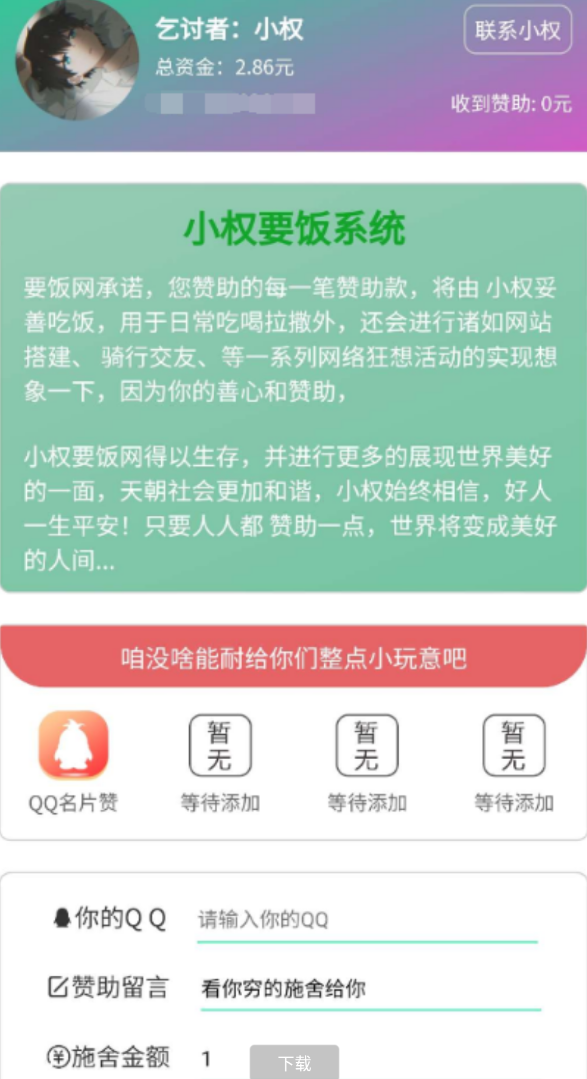 乞讨者：小权
联系小权
总资金：2.86元
收到赞助: 0元
小权要饭系统
要饭网承诺，您赞助的每一笔赞助款，将由 小权妥
善吃饭，用于日常吃喝拉撒外，还会进行诸如网站
搭建、 骑行交友、等一系列网络狂想活动的实现想
象一下，因为你的善心和赞助，
小权要饭网得以生存，并进行更多的展现世界美好
的一面，天朝社会更加和谐，小权始终相信，好人
一生平安！只要人人都 赞助一点，世界将变成美好
的人间...
咱没啥能耐给你们整点小玩意吧
暂无 暂无 暂无
QQ名片赞 等待添加 等待添加 等待添加
你的Q Q 请输入你的QQ
赞助留言 看你穷的施舍给你
施舍金额 1
下载